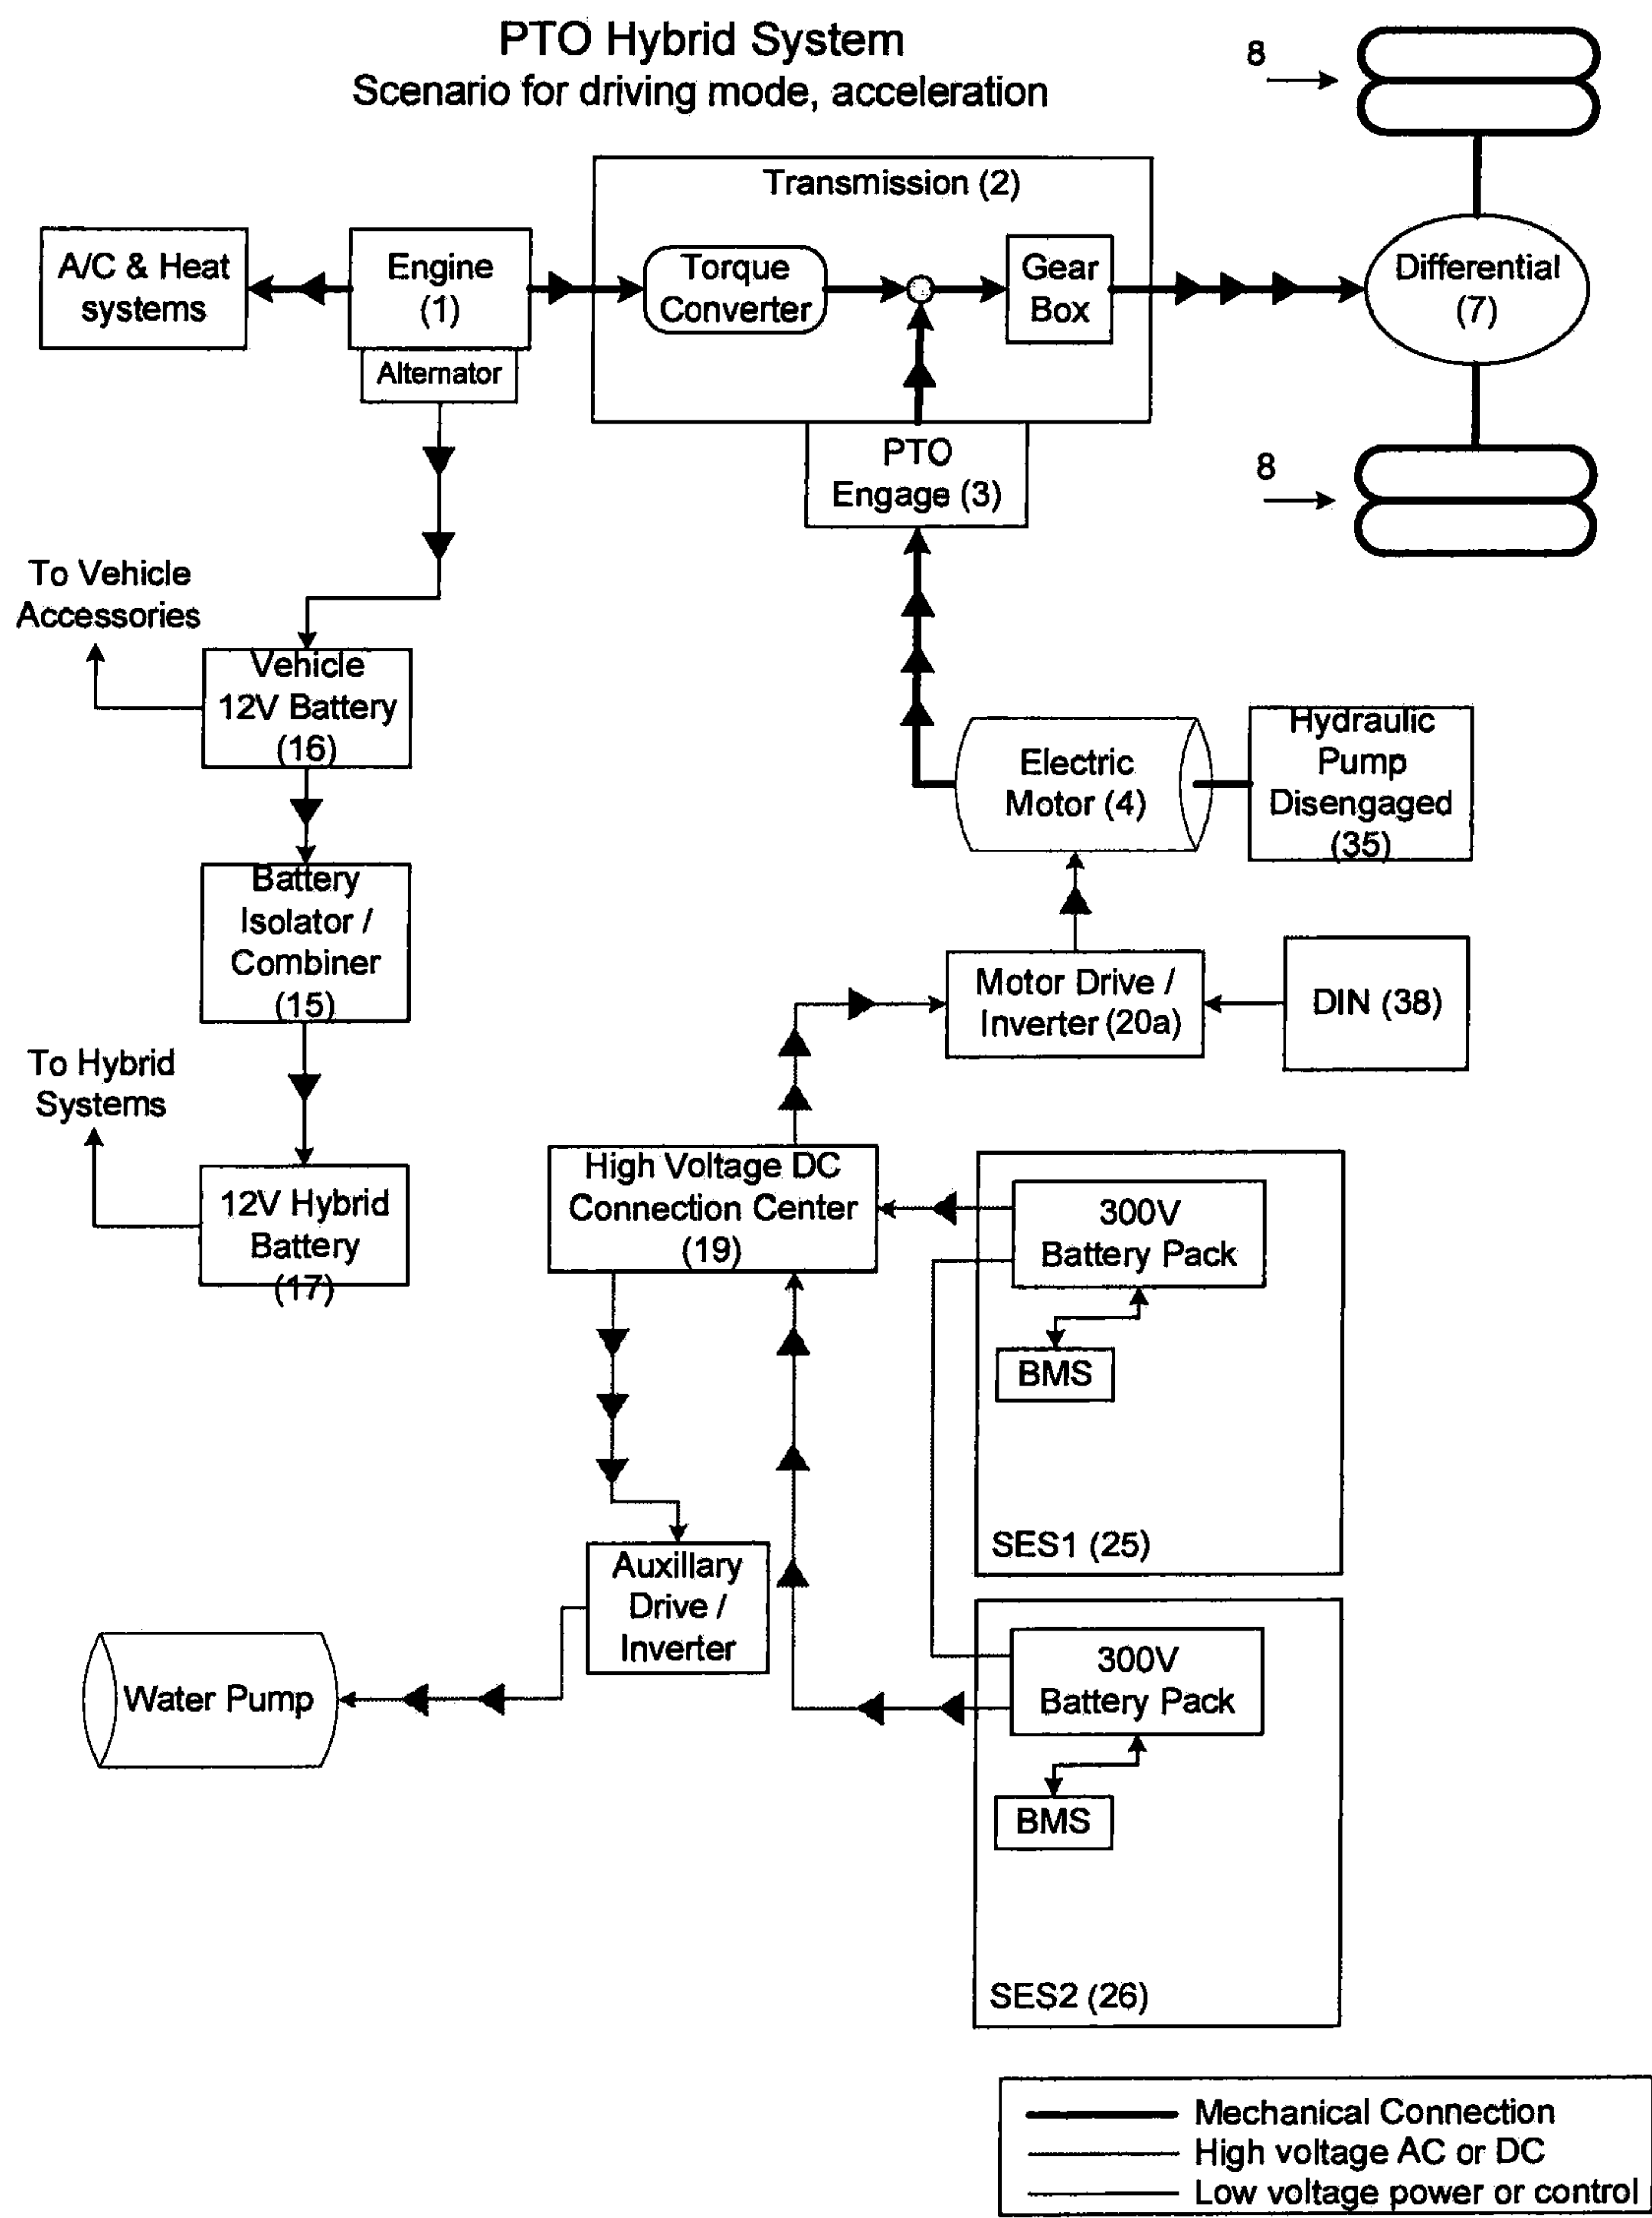 PTO Hybrid System
Scenario for driving mode, acceleration
8
Transmission (2)
A/C & Heat
systems
Engine
(1)
Alternator
Torque
Converter
Gear
Box
Differential
(7)
PTO
Engage (3)
8
To Vehicle
Accessories
Vehicle
12V Battery
(16)
Electric
Motor (4)
Hydraulic
Pump
Disengaged
(35)
Battery
Isolator /
Combiner
(15)
Motor Drive /
Inverter (20a)
DIN (38)
To Hybrid
Systems
12V Hybrid
Battery
(17)
High Voltage DC
Connection Center
(19)
300V
Battery Pack
BMS
SES1 (25)
Auxillary
Drive /
Inverter
Water Pump
300V
Battery Pack
BMS
SES2 (26)
Mechanical Connection
High voltage AC or DC
Low voltage power or control